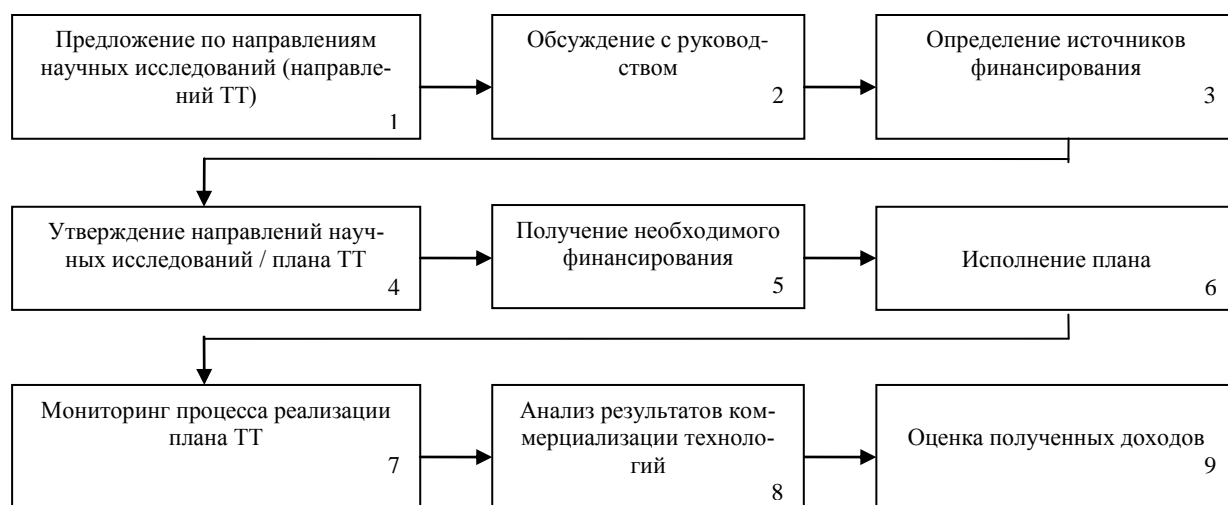 Предложение по направлениям
научных исследований (направле-
ний ТТ)
1
Обсуждение с руковод-
ством
2
Определение источников
финансирования
3
Утверждение направлений науч-
ных исследований / плана ТТ
4
Получение необходимого
финансирования
5
Исполнение плана
6
Мониторинг процесса реализации
плана ТТ
7
Анализ результатов ком-
мерциализации техноло-
гий
8
Оценка полученных доходов
9